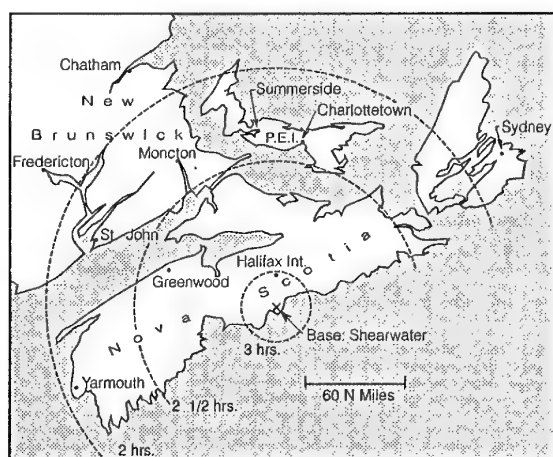 Chatham
Summerside
New
Charlottetown
Brunswick
P.E.I.
Sydney
Fredericton
Moncton
St. John
Halifax Int.
Greenwood
Nova Scotia
Base: Shearwater
3 hrs.
Yarmouth
2 1/2 hrs.
60 N Miles
2 hrs.